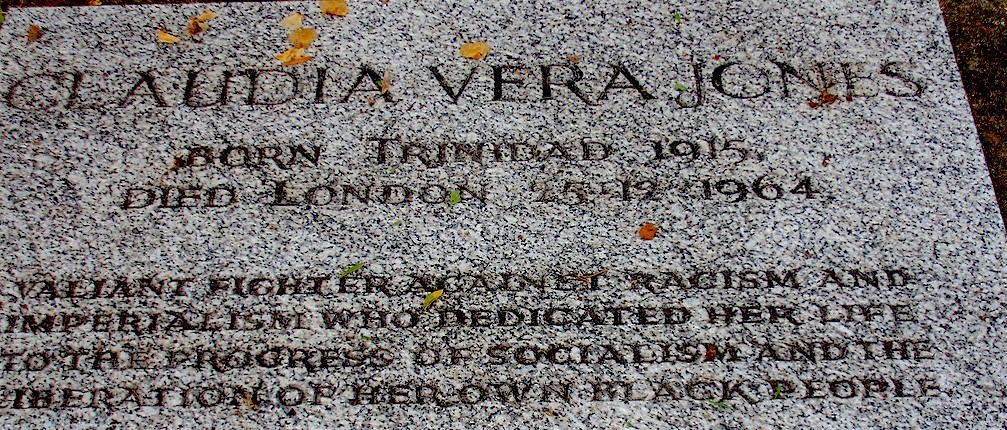 CLAUDIA VERA JONES
BORN TRINIDAD 1915.
DIED LONDON 25-12 1964.
VALIANT FIGHTER AGAINST RACISM AND
IMPERIALISM WHO DEDICATED HER LIFE
TO THE PROGRESS OF SOCIALISM AND THE
LIBERATION OF HER OWN BLACK PEOPLE